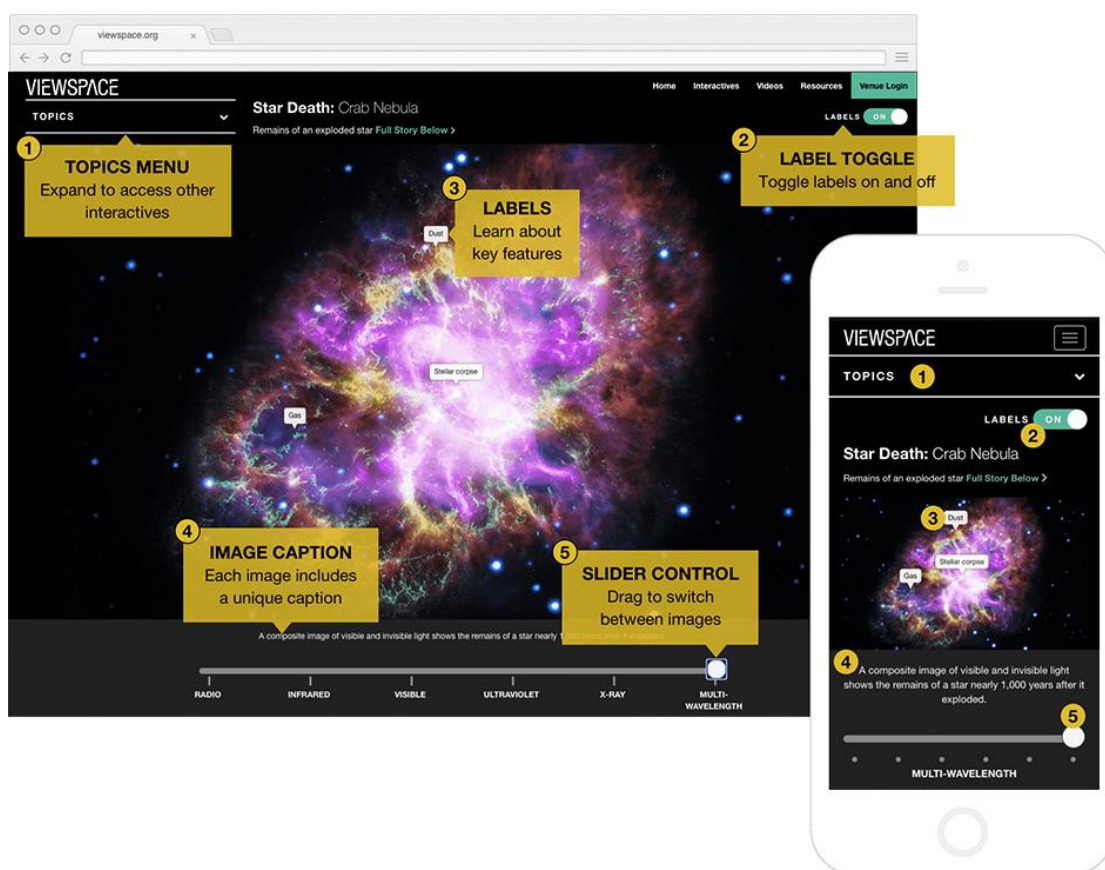 viewspace.org ×
VIEWSPACE
TOPICS
Home Interactives Videos Resources Venue Login
Star Death: Crab Nebula
Remains of an exploded star Full Story Below >
LABELS ON
1
TOPICS MENU
Expand to access other
interactives
2
LABEL TOGGLE
Toggle labels on and off
3
LABELS
Learn about
key features
Dust
Stellar corpse
Gas
4
IMAGE CAPTION
Each image includes
a unique caption
5
SLIDER CONTROL
Drag to switch
between images
A composite image of visible and invisible light shows the remains of a star nearly 1,000 years after it exploded.
RADIO INFRARED VISIBLE ULTRAVIOLET X-RAY MULTI-
WAVELENGTH
VIEWSPACE
TOPICS 1
LABELS ON
2
Star Death: Crab Nebula
Remains of an exploded star Full Story Below >
3 Dust
Stellar corpse
Gas
4 A composite image of visible and invisible light
shows the remains of a star nearly 1,000 years after it
exploded.
5
MULTI-WAVELENGTH